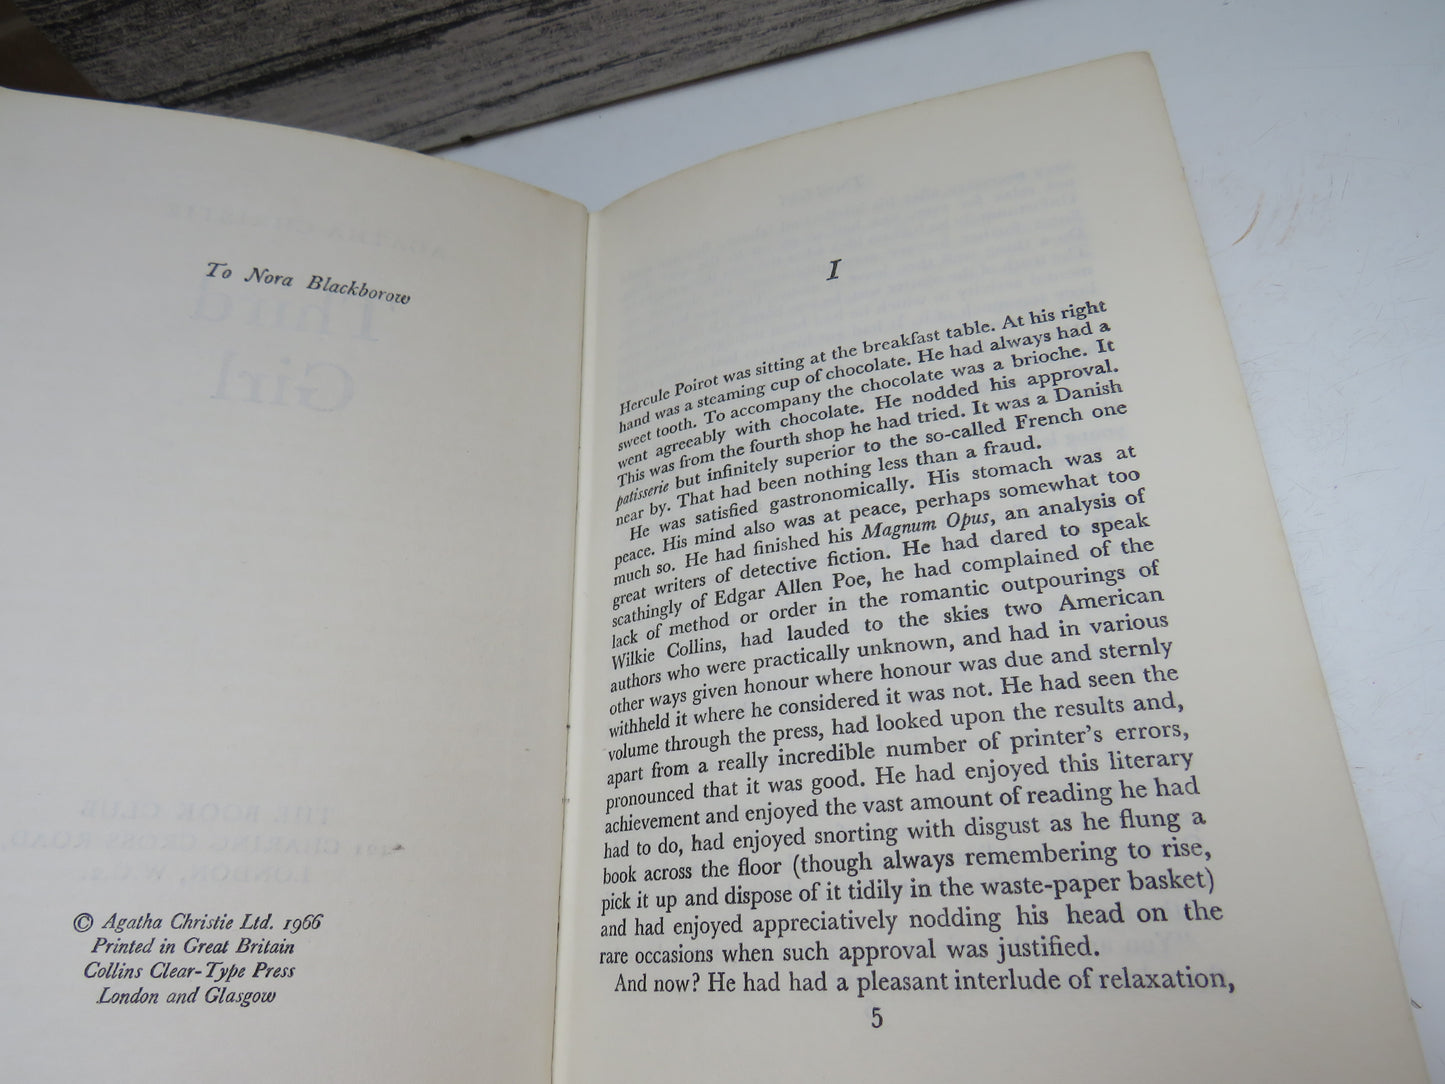 To Nora Blackborow
© Agatha Christie Ltd. 1966
Printed in Great Britain
Collins Clear-Type Press
London and Glasgow
I
Hercule Poirot was sitting at the breakfast table. At his right
hand was a steaming cup of chocolate. He had always had a
sweet tooth. To accompany the chocolate was a brioche. It
went agreeably with chocolate. He nodded his approval.
This was from the fourth shop he had tried. It was a Danish
patisserie but infinitely superior to the so-called French one
near by. That had been nothing less than a fraud.
He was satisfied gastronomically. His stomach was at
peace. His mind also was at peace, perhaps somewhat too
much so. He had finished his Magnum Opus, an analysis of
great writers of detective fiction. He had dared to speak
scathingly of Edgar Allen Poe, he had complained of the
lack of method or order in the romantic outpourings of
Wilkie Collins, had lauded to the skies two American
authors who were practically unknown, and had in various
other ways given honour where honour was due and sternly
withheld it where he considered it was not. He had seen the
volume through the press, had looked upon the results and,
apart from a really incredible number of printer's errors,
pronounced that it was good. He had enjoyed this literary
achievement and enjoyed the vast amount of reading he had
had to do, had enjoyed snorting with disgust as he flung a
book across the floor (though always remembering to rise,
pick it up and dispose of it tidily in the waste-paper basket)
and had enjoyed appreciatively nodding his head on the
rare occasions when such approval was justified.
And now? He had had a pleasant interlude of relaxation,
5